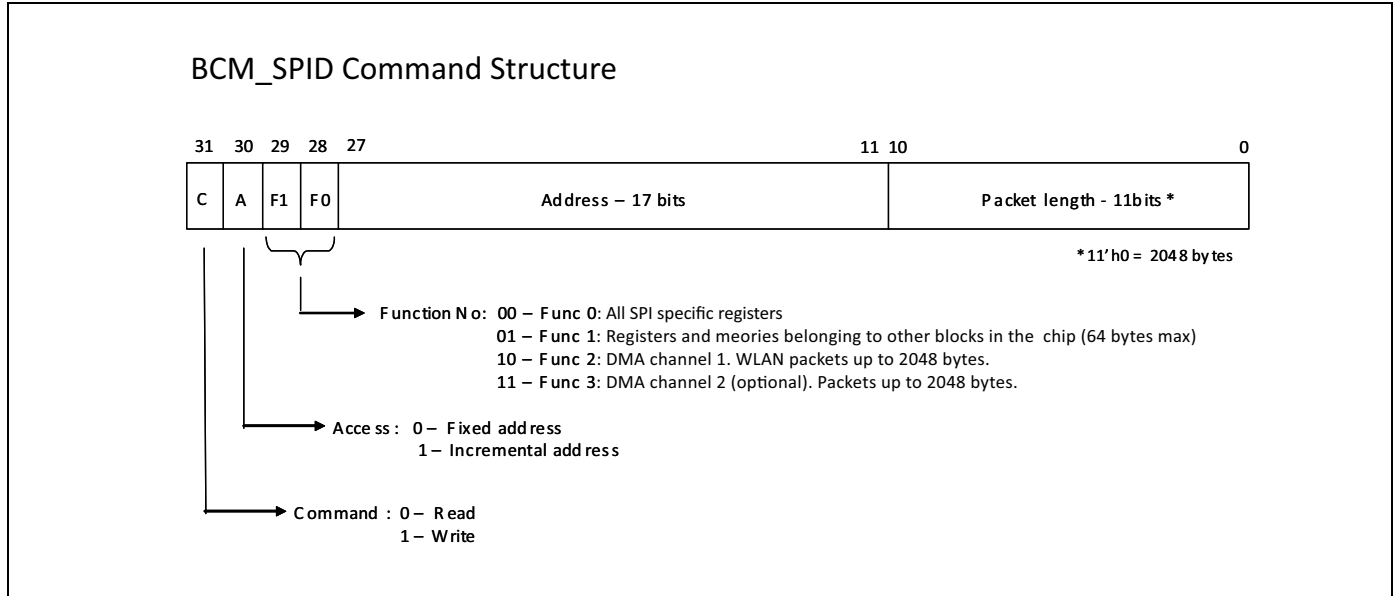 BCM_SPID Command Structure
31 30 29 28 27 11 10 0
C A F1 F0 Address – 17 bits Packet length - 11bits *
*11’h0 = 2048 bytes
Function No: 00 – Func 0: All SPI specific registers
01 – Func 1: Registers and meories belonging to other blocks in the chip (64 bytes max)
10 – Func 2: DMA channel 1. WLAN packets up to 2048 bytes.
11 – Func 3: DMA channel 2 (optional). Packets up to 2048 bytes.
Access: 0 – Fixed address
1 – Incremental address
Command : 0 – Read
1 – Write